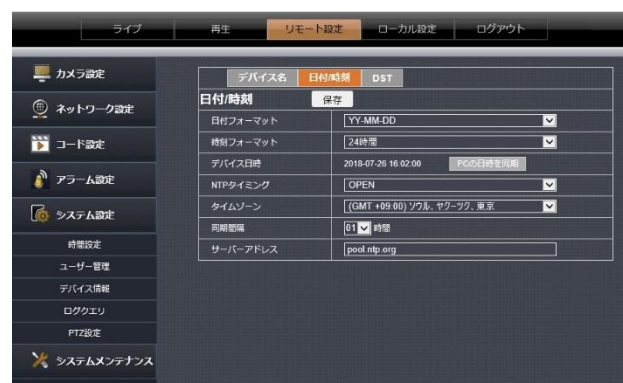 ライブ 再生 リモート設定 ローカル設定 ログアウト
カメラ設定
ネットワーク設定
コード設定
アラーム設定
システム設定
時間設定
ユーザー管理
デバイス情報
ログクエリ
PTZ設定
システムメンテナンス
デバイス名 日付/時刻 DST
日付/時刻 保存
日付フォーマット YY-MM-DD
時刻フォーマット 24時間
デバイス日時 2018-07-26 16:02:00 PCの日時を同期
NTPタイミング OPEN
タイムゾーン (GMT +09:00) ソウル、ヤクーツク、東京
同期間隔 01 時間
サーバーアドレス pool.ntp.org